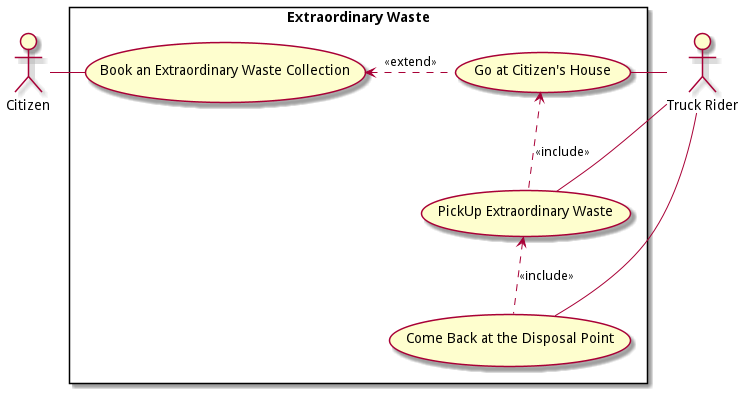 Extraordinary Waste
Book an Extraordinary Waste Collection
«extend»
Go at Citizen's House
Citizen
Truck Rider
«include»
PickUp Extraordinary Waste
«include»
Come Back at the Disposal Point